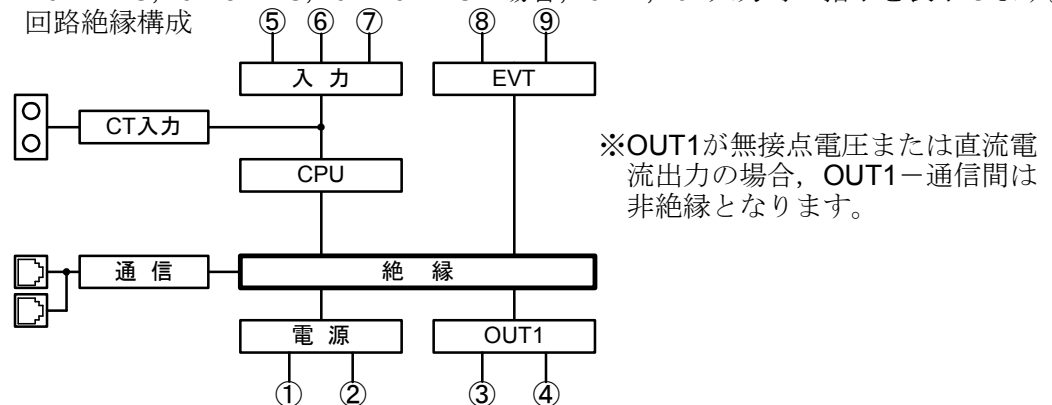 回路絶縁構成
⑤ ⑥ ⑦ ⑧ ⑨
入 力 EVT
CT入力
CPU
※OUT1が無接点電圧または直流電
流出力の場合，OUT1－通信間は
非絶縁となります。
通 信 絶 縁
電 源 OUT1
① ② ③ ④